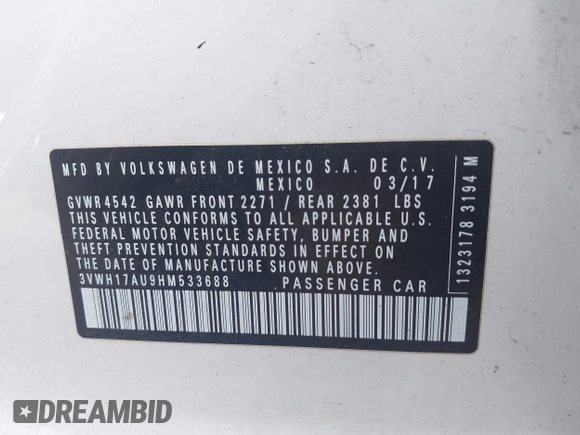 MFD BY VOLKSWAGEN DE MEXICO S.A. DE C.V.
MEXICO 03/17
GVWR 4542 GAWR FRONT 2271 / REAR 2381 LBS
THIS VEHICLE CONFORMS TO ALL APPLICABLE U.S.
FEDERAL MOTOR VEHICLE SAFETY, BUMPER AND
THEFT PREVENTION STANDARDS IN EFFECT ON
THE DATE OF MANUFACTURE SHOWN ABOVE.
3VWH17AU9HM533688 PASSENGER CAR
1323178 3194 M
DREAMBID